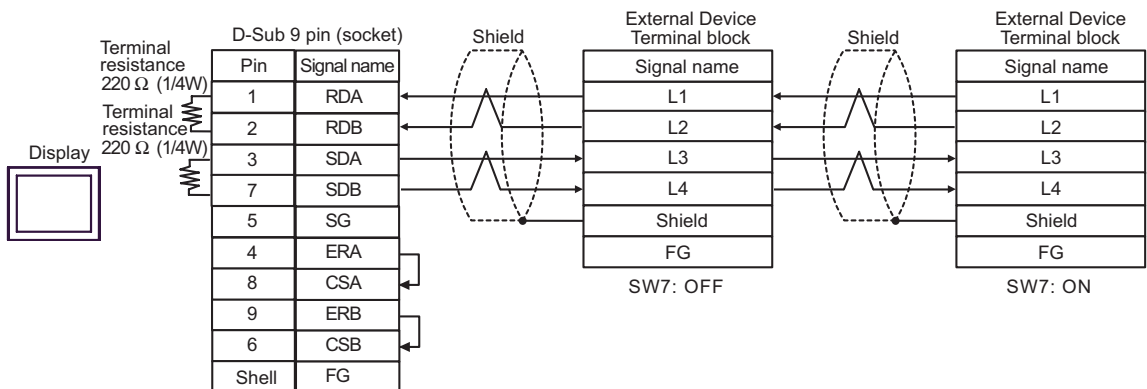 Display
Terminal
resistance
220 Ω (1/4W)
Terminal
resistance
220 Ω (1/4W)
D-Sub 9 pin (socket)
Pin Signal name
1 RDA
2 RDB
3 SDA
7 SDB
5 SG
4 ERA
8 CSA
9 ERB
6 CSB
Shell FG
Shield
External Device
Terminal block
Signal name
L1
L2
L3
L4
Shield
FG
SW7: OFF
Shield
External Device
Terminal block
Signal name
L1
L2
L3
L4
Shield
FG
SW7: ON